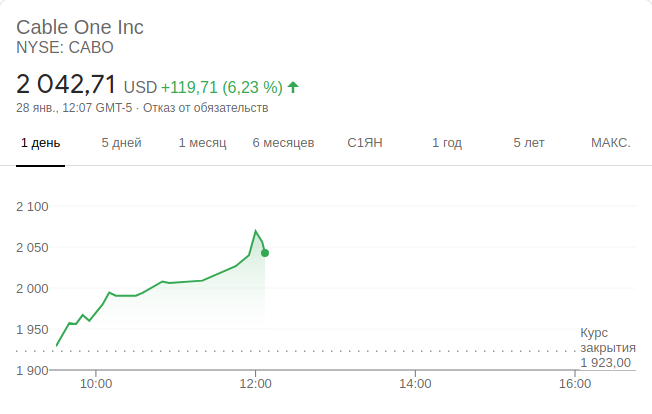 Cable One Inc
NYSE: CABO
2 042,71 USD +119,71 (6,23 %)
28 янв., 12:07 GMT-5 · Отказ от обязательств
1 день 5 дней 1 месяц 6 месяцев С1ЯН 1 год 5 лет МАКС.
2 100
2 050
2 000
1 950
1 900
Курс
закрытия
1 923,00
10:00 12:00 14:00 16:00